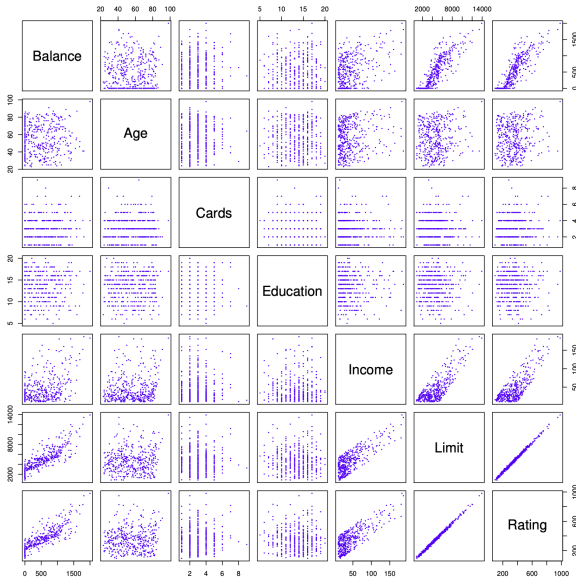 20 40 60 80 100
5 10 15 20
2000 8000 14000
Balance
0 500 1500
20 40 60 80 100
Age
Cards
2 4 6 8
5 10 15 20
Education
Income
50 100 150
2000 8000 14000
Limit
Rating
200 600 1000
0 500 1500
2 4 6 8
50 100 150
200 600 1000